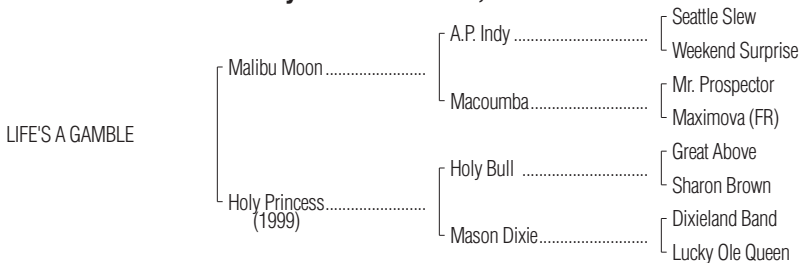 Seattle Slew
A.P. Indy ................................
Weekend Surprise
Malibu Moon ........................
Mr. Prospector
Macoumba............................
Maximova (FR)
LIFE'S A GAMBLE
Great Above
Holy Bull ..............................
Sharon Brown
Holy Princess........................
(1999)
Dixieland Band
Mason Dixie..........................
Lucky Ole Queen